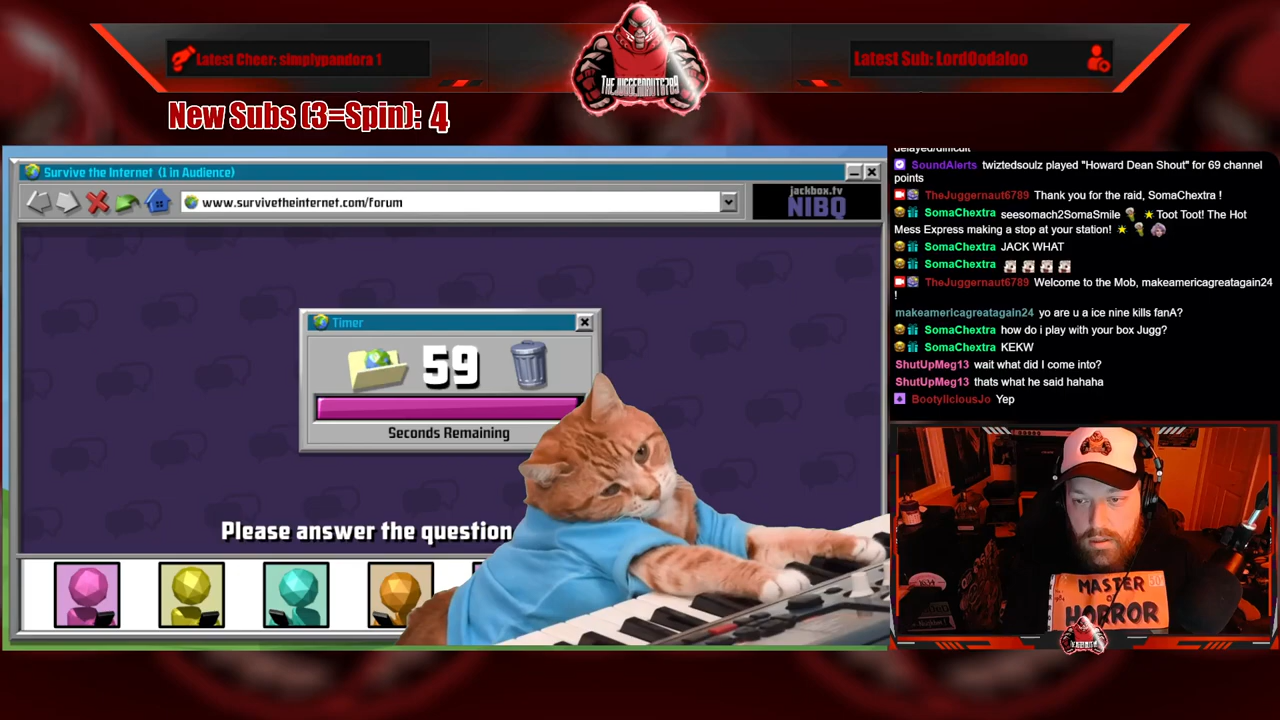 Latest Cheer: simplypandora 1
THEJUGGERNAUT6789
Latest Sub: LordOodaloo
New Subs (3=Spin): 4
Survive the Internet (1 in Audience)
www.survivetheinternet.com/forum
jackbox.tv
NIBQ
Timer
59
Seconds Remaining
Please answer the question
delayed/difficult
SoundAlerts twiztedsoulz played "Howard Dean Shout" for 69 channel
points
TheJuggernaut6789 Thank you for the raid, SomaChextra !
SomaChextra seesomach2SomaSmile ★ Toot Toot! The Hot
Mess Express making a stop at your station! ★
SomaChextra JACK WHAT
SomaChextra
TheJuggernaut6789 Welcome to the Mob, makeamericagreatagain24
!
makeamericagreatagain24 yo are u a ice nine kills fanA?
SomaChextra how do i play with your box Jugg?
SomaChextra KEKW
ShutUpMeg13 wait what did I come into?
ShutUpMeg13 thats what he said hahaha
BootyliciousJo Yep
MASTER
OF
HORROR